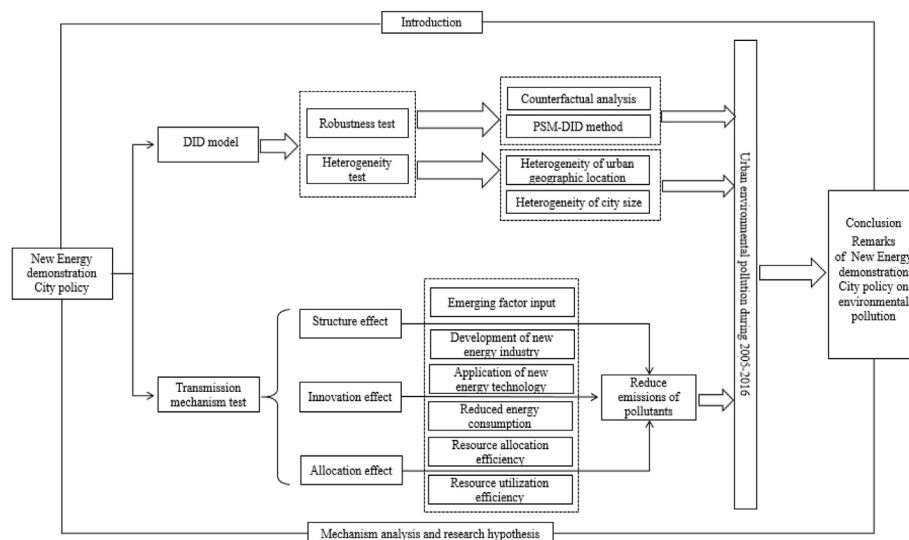 Introduction
Counterfactual analysis
PSM-DID method
Robustness test
DID model
Heterogeneity
test
Heterogeneity of urban
geographic location
Heterogeneity of city size
Urban environmental pollution during 2005-2016
Conclusion
Remarks
of New Energy
demonstration
City policy on
environmental
pollution
New Energy
demonstration
City policy
Emerging factor input
Structure effect
Development of new
energy industry
Transmission
mechanism test
Innovation effect
Application of new
energy technology
Reduced energy
consumption
Reduce
emissions of
pollutants
Allocation effect
Resource allocation
efficiency
Resource utilization
efficiency
Mechanism analysis and research hypothesis